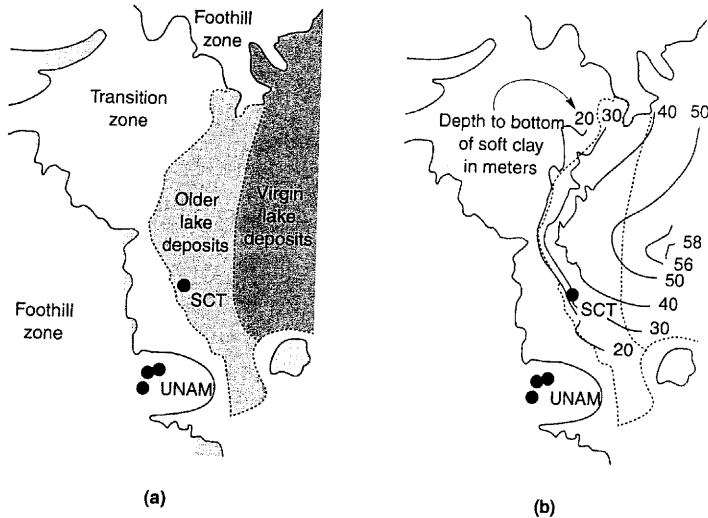 Foothill
zone
Transition
zone
Older
lake
deposits
Virgin
lake
deposits
SCT
Foothill
zone
UNAM
(a)
Depth to bottom
of soft clay
in meters
20
30
40
50
58
56
50
40
SCT
30
20
UNAM
(b)